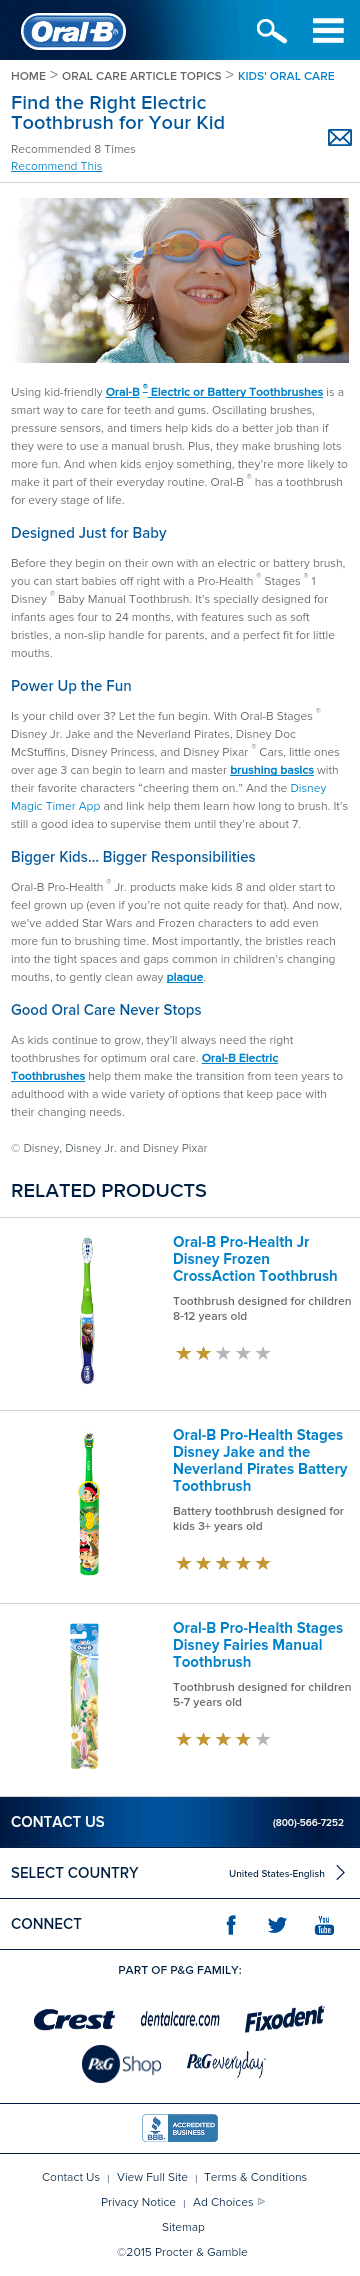 Oral-B
HOME > ORAL CARE ARTICLE TOPICS > KIDS' ORAL CARE
Find the Right Electric
Toothbrush for Your Kid
Recommended 8 Times
Recommend This
Using kid-friendly Oral-B ® Electric or Battery Toothbrushes is a
smart way to care for teeth and gums. Oscillating brushes,
pressure sensors, and timers help kids do a better job than if
they were to use a manual brush. Plus, they make brushing lots
more fun. And when kids enjoy something, they're more likely to
make it part of their everyday routine. Oral-B ® has a toothbrush
for every stage of life.
Designed Just for Baby
Before they begin on their own with an electric or battery brush,
you can start babies off right with a Pro-Health ® Stages ® 1
Disney ® Baby Manual Toothbrush. It's specially designed for
infants ages four to 24 months, with features such as soft
bristles, a non-slip handle for parents, and a perfect fit for little
mouths.
Power Up the Fun
Is your child over 3? Let the fun begin. With Oral-B Stages ®
Disney Jr. Jake and the Neverland Pirates, Disney Doc
McStuffins, Disney Princess, and Disney Pixar ® Cars, little ones
over age 3 can begin to learn and master brushing basics with
their favorite characters "cheering them on." And the Disney
Magic Timer App and link help them learn how long to brush. It's
still a good idea to supervise them until they're about 7.
Bigger Kids... Bigger Responsibilities
Oral-B Pro-Health ® Jr. products make kids 8 and older start to
feel grown up (even if you're not quite ready for that). And now,
we've added Star Wars and Frozen characters to add even
more fun to brushing time. Most importantly, the bristles reach
into the tight spaces and gaps common in children's changing
mouths, to gently clean away plaque.
Good Oral Care Never Stops
As kids continue to grow, they'll always need the right
toothbrushes for optimum oral care. Oral-B Electric
Toothbrushes help them make the transition from teen years to
adulthood with a wide variety of options that keep pace with
their changing needs.
© Disney, Disney Jr. and Disney Pixar
RELATED PRODUCTS
Oral-B Pro-Health Jr
Disney Frozen
CrossAction Toothbrush
Toothbrush designed for children
8-12 years old
Oral-B Pro-Health Stages
Disney Jake and the
Neverland Pirates Battery
Toothbrush
Battery toothbrush designed for
kids 3+ years old
Oral-B Pro-Health Stages
Disney Fairies Manual
Toothbrush
Toothbrush designed for children
5-7 years old
CONTACT US (800)-566-7252
SELECT COUNTRY United States-English
CONNECT
You Tube
PART OF P&G FAMILY:
Crest dentalcare.com Fixodent
P&G Shop P&G everyday
BBB ACCREDITED BUSINESS
Contact Us | View Full Site | Terms & Conditions
Privacy Notice | Ad Choices
Sitemap
©2015 Procter & Gamble